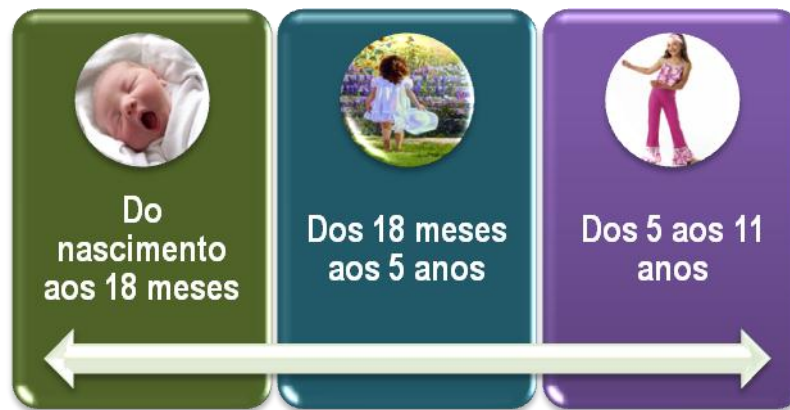 Do
nascimento
aos 18 meses
Dos 18 meses
aos 5 anos
Dos 5 aos 11
anos